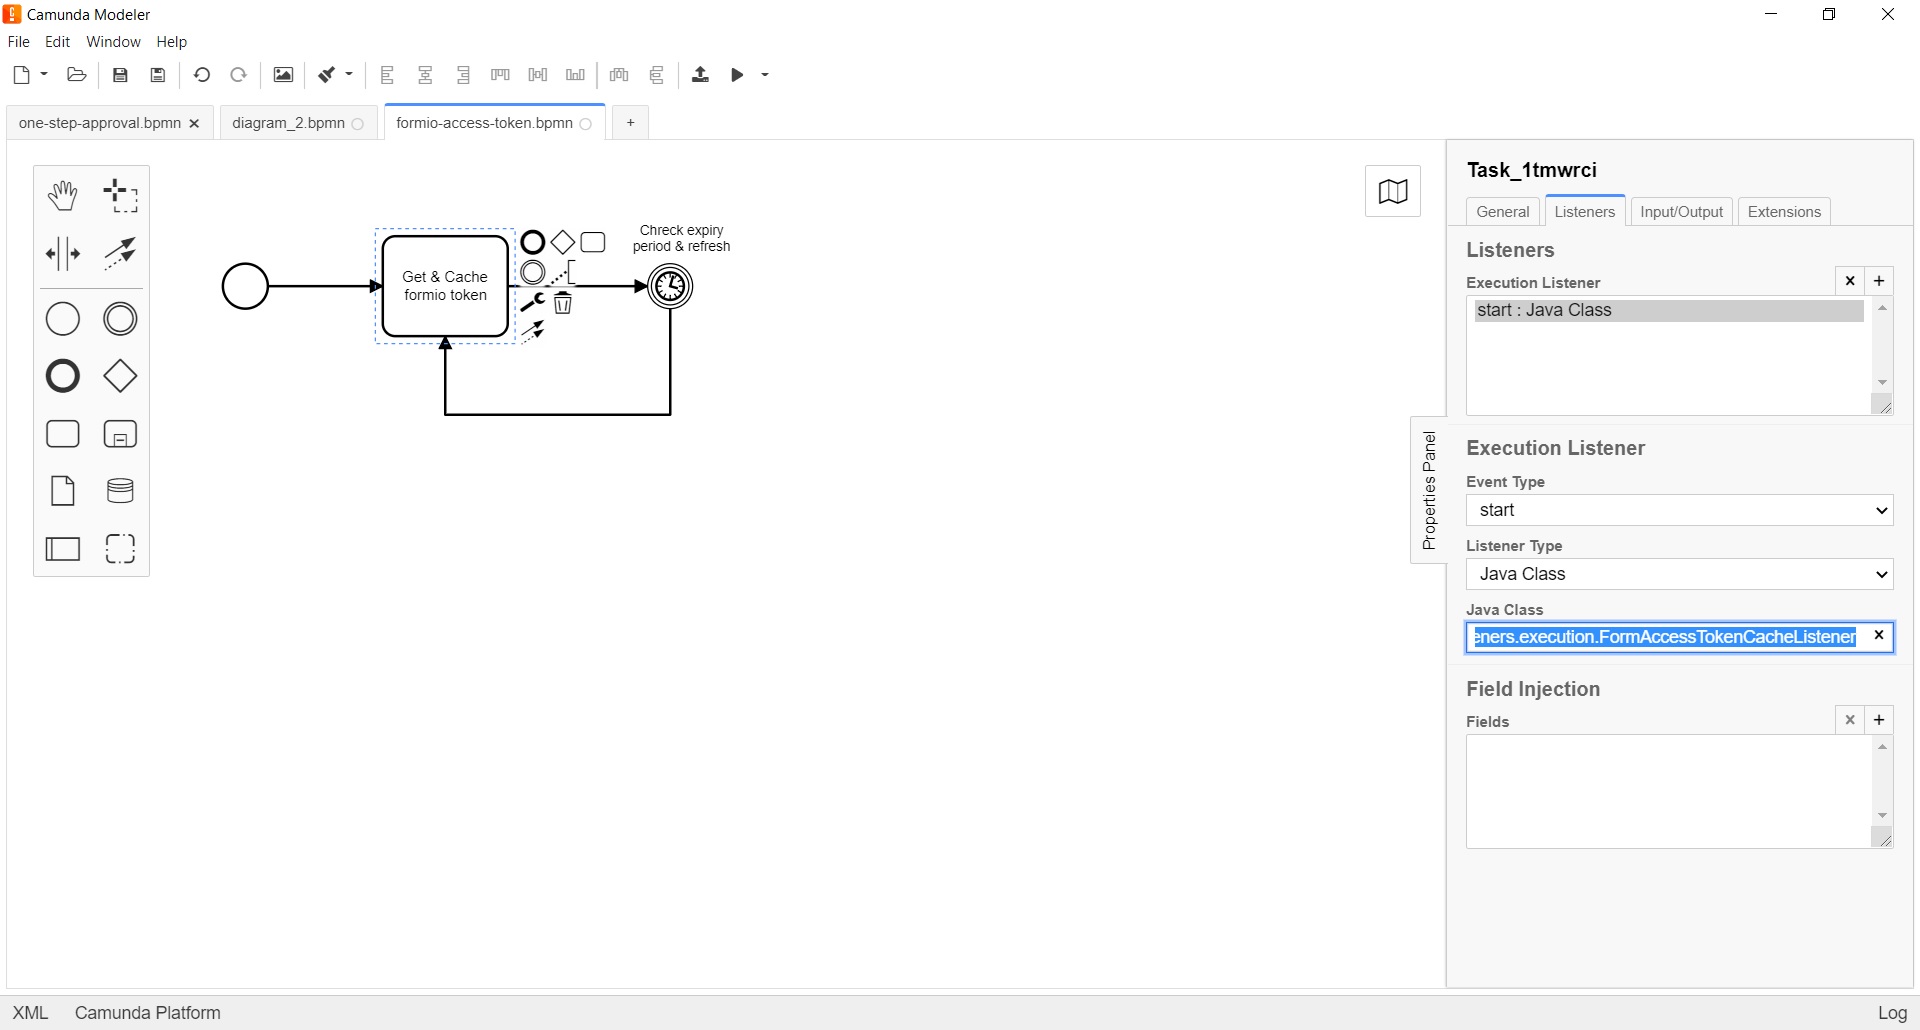 Camunda Modeler
File Edit Window Help
one-step-approval.bpmn diagram_2.bpmn formio-access-token.bpmn +
Get & Cache
formio token
Chreck expiry
period & refresh
Properties Panel
Task_1tmwrci
General Listeners Input/Output Extensions
Listeners
Execution Listener
start : Java Class
Execution Listener
Event Type
start
Listener Type
Java Class
Java Class
eners.execution.FormAccessTokenCacheListener
Field Injection
Fields
XML Camunda Platform Log